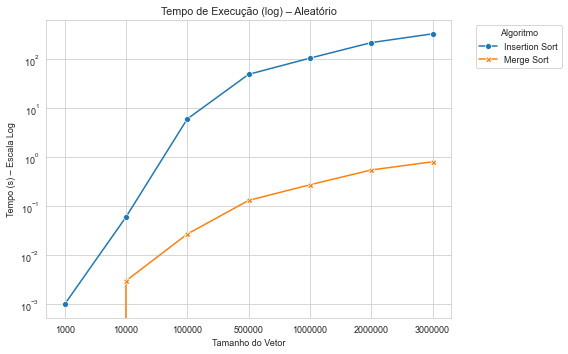 Tempo de Execução (log) – Aleatório
Algoritmo
Insertion Sort
Merge Sort
Tempo (s) – Escala Log
10²
10¹
10⁰
10⁻¹
10⁻²
10⁻³
1000 10000 100000 500000 1000000 2000000 3000000
Tamanho do Vetor